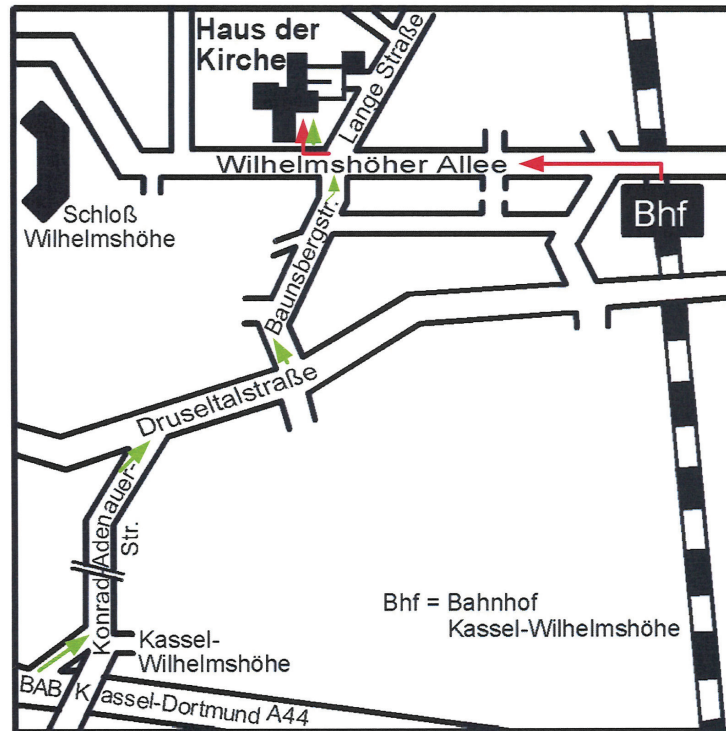 Haus der
Kirche
Lange Straße
Wilhelmshöher Allee
Bhf
Schloß
Wilhelmshöhe
Baunsbergstr.
Druseltalstraße
Konrad-Adenauer-
Str.
Bhf = Bahnhof
Kassel-Wilhelmshöhe
Kassel-
Wilhelmshöhe
BAB Kassel-Dortmund A44